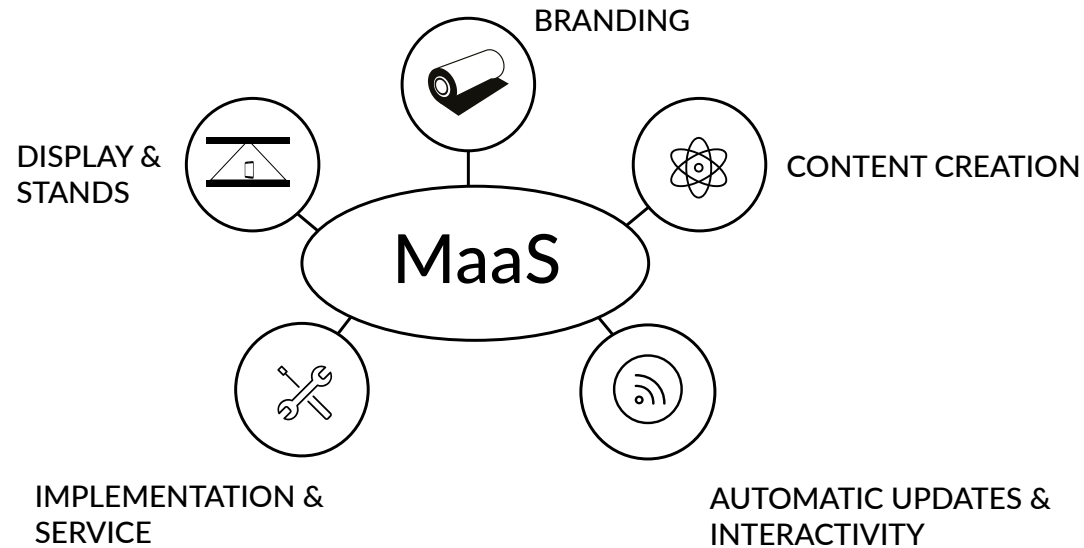 BRANDING
DISPLAY &
STANDS
CONTENT CREATION
MaaS
IMPLEMENTATION &
SERVICE
AUTOMATIC UPDATES &
INTERACTIVITY